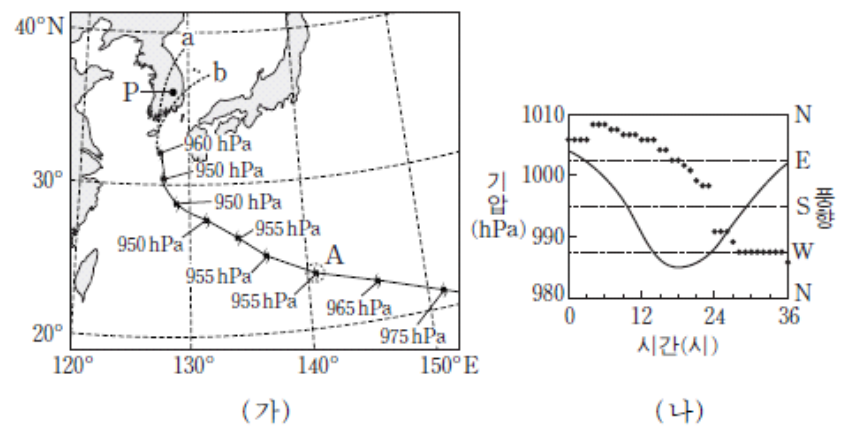 40°N
a
b
P
960 hPa
950 hPa
30°
950 hPa
950 hPa
955 hPa
A
955 hPa
955 hPa
965 hPa
975 hPa
20°
120°
130°
140°
150°E
(가)
1010
1000
990
980
기압
(hPa)
N
E
S
W
N
풍향
0
12
24
36
시간(시)
(나)